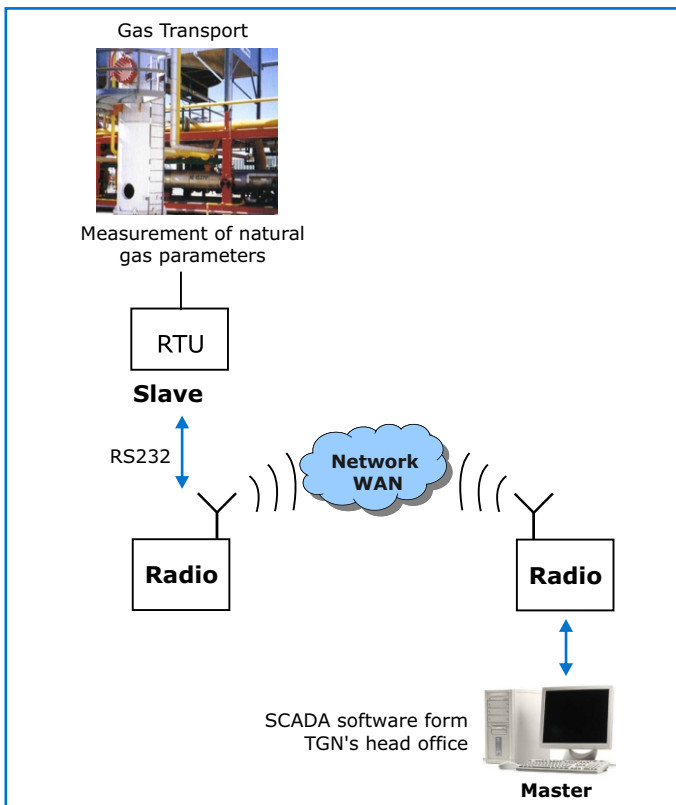 Gas Transport
Measurement of natural
gas parameters
RTU
Slave
RS232
Network
WAN
Radio
Radio
SCADA software form
TGN's head office
Master